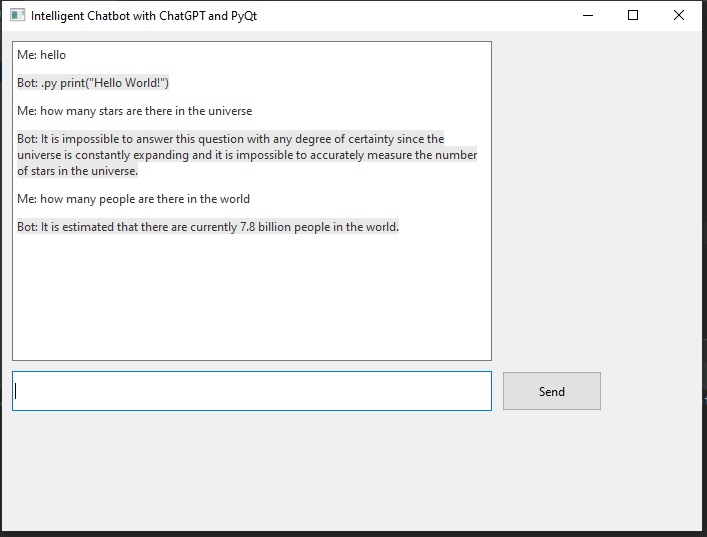 Intelligent Chatbot with ChatGPT and PyQt
Me: hello
Bot: .py print("Hello World!")
Me: how many stars are there in the universe
Bot: It is impossible to answer this question with any degree of certainty since the
universe is constantly expanding and it is impossible to accurately measure the number
of stars in the universe.
Me: how many people are there in the world
Bot: It is estimated that there are currently 7.8 billion people in the world.
Send